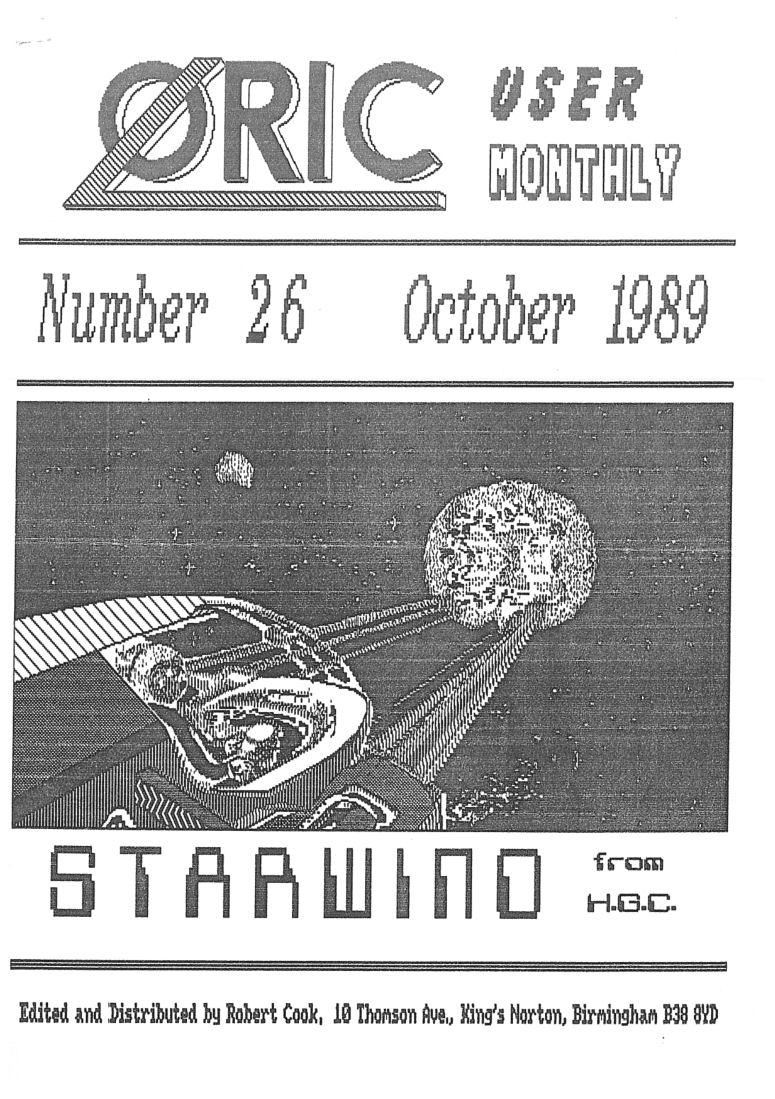 ORIC USER
MONTHLY
Number 26 October 1989
STARWIND from
H.G.C.
Edited and Distributed by Robert Cook, 10 Thomson Ave., King's Norton, Birmingham B38 8YD